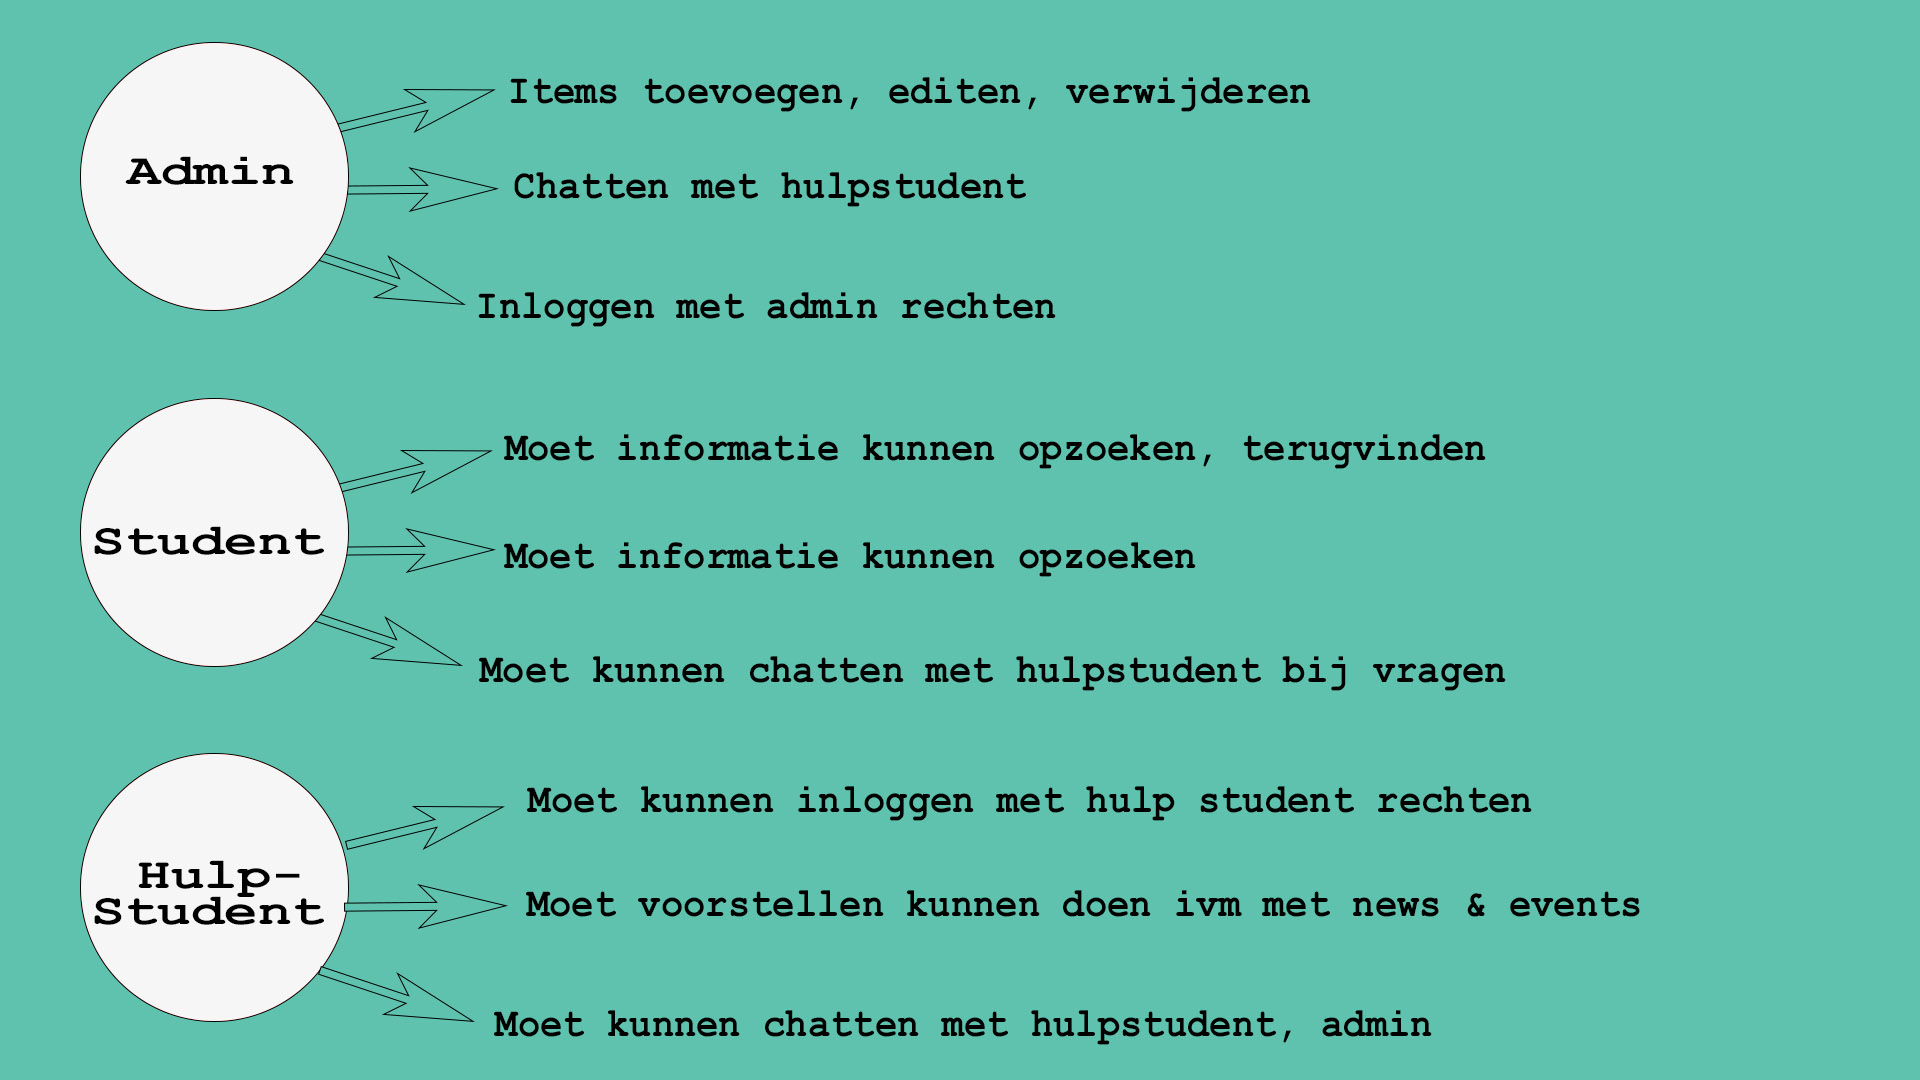 Admin
Items toevoegen, editen, verwijderen
Chatten met hulpstudent
Inloggen met admin rechten
Student
Moet informatie kunnen opzoeken, terugvinden
Moet informatie kunnen opzoeken
Moet kunnen chatten met hulpstudent bij vragen
Hulp-
Student
Moet kunnen inloggen met hulp student rechten
Moet voorstellen kunnen doen ivm met news & events
Moet kunnen chatten met hulpstudent, admin